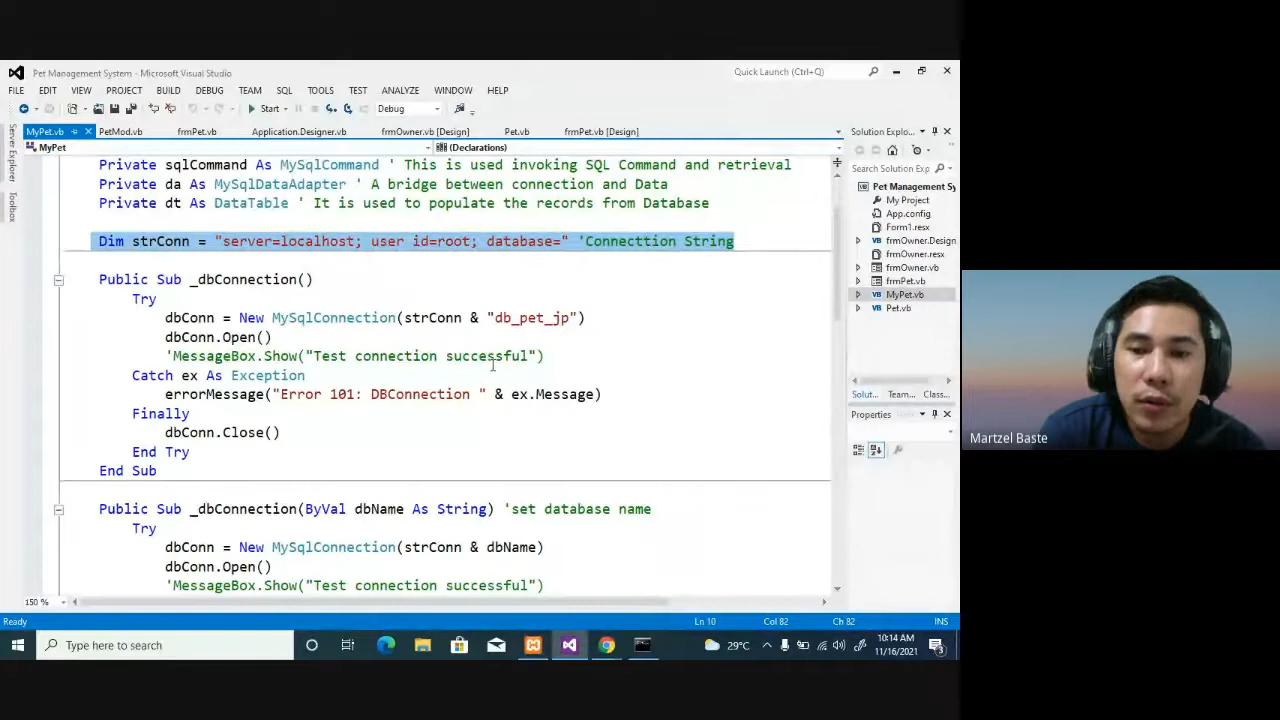 Pet Management System - Microsoft Visual Studio
Quick Launch (Ctrl+Q)
FILE EDIT VIEW PROJECT BUILD DEBUG TEAM SQL TOOLS TEST ANALYZE WINDOW HELP
Start Debug
MyPet.vb PetMod.vb frmPet.vb Application.Designer.vb frmOwner.vb [Design] Pet.vb frmPet.vb [Design]
MyPet (Declarations)
Server Explorer
Toolbox
Private sqlCommand As MySqlCommand ' This is used invoking SQL Command and retrieval
Private da As MySqlDataAdapter ' A bridge between connection and Data
Private dt As DataTable ' It is used to populate the records from Database
Dim strConn = "server=localhost; user id=root; database=" 'Connecttion String
Public Sub _dbConnection()
Try
dbConn = New MySqlConnection(strConn & "db_pet_jp")
dbConn.Open()
'MessageBox.Show("Test connection successful")
Catch ex As Exception
errorMessage("Error 101: DBConnection " & ex.Message)
Finally
dbConn.Close()
End Try
End Sub
Public Sub _dbConnection(ByVal dbName As String) 'set database name
Try
dbConn = New MySqlConnection(strConn & dbName)
dbConn.Open()
'MessageBox.Show("Test connection successful")
150 %
Solution Explo...
Search Solution Explo
Pet Management Sy
My Project
App.config
Form1.resx
frmOwner.Design
frmOwner.resx
frmOwner.vb
frmPet.vb
MyPet.vb
Pet.vb
Solut... Team... Class...
Properties
Ready Ln 10 Col 82 Ch 82 INS
Type here to search
29°C
10:14 AM
11/16/2021
3
Martzel Baste